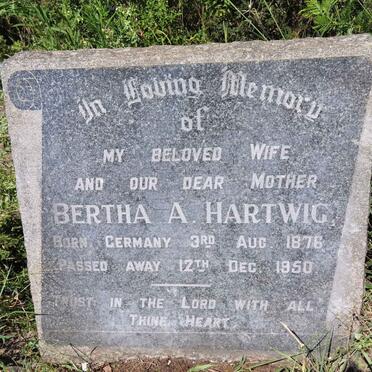 In Loving Memory
of
MY BELOVED WIFE
AND OUR DEAR MOTHER
BERTHA A. HARTWIG,
BORN, GERMANY 3RD AUG. 1876
PASSED AWAY 12TH DEC. 1950
TRUST IN THE LORD WITH ALL
THINE HEART.